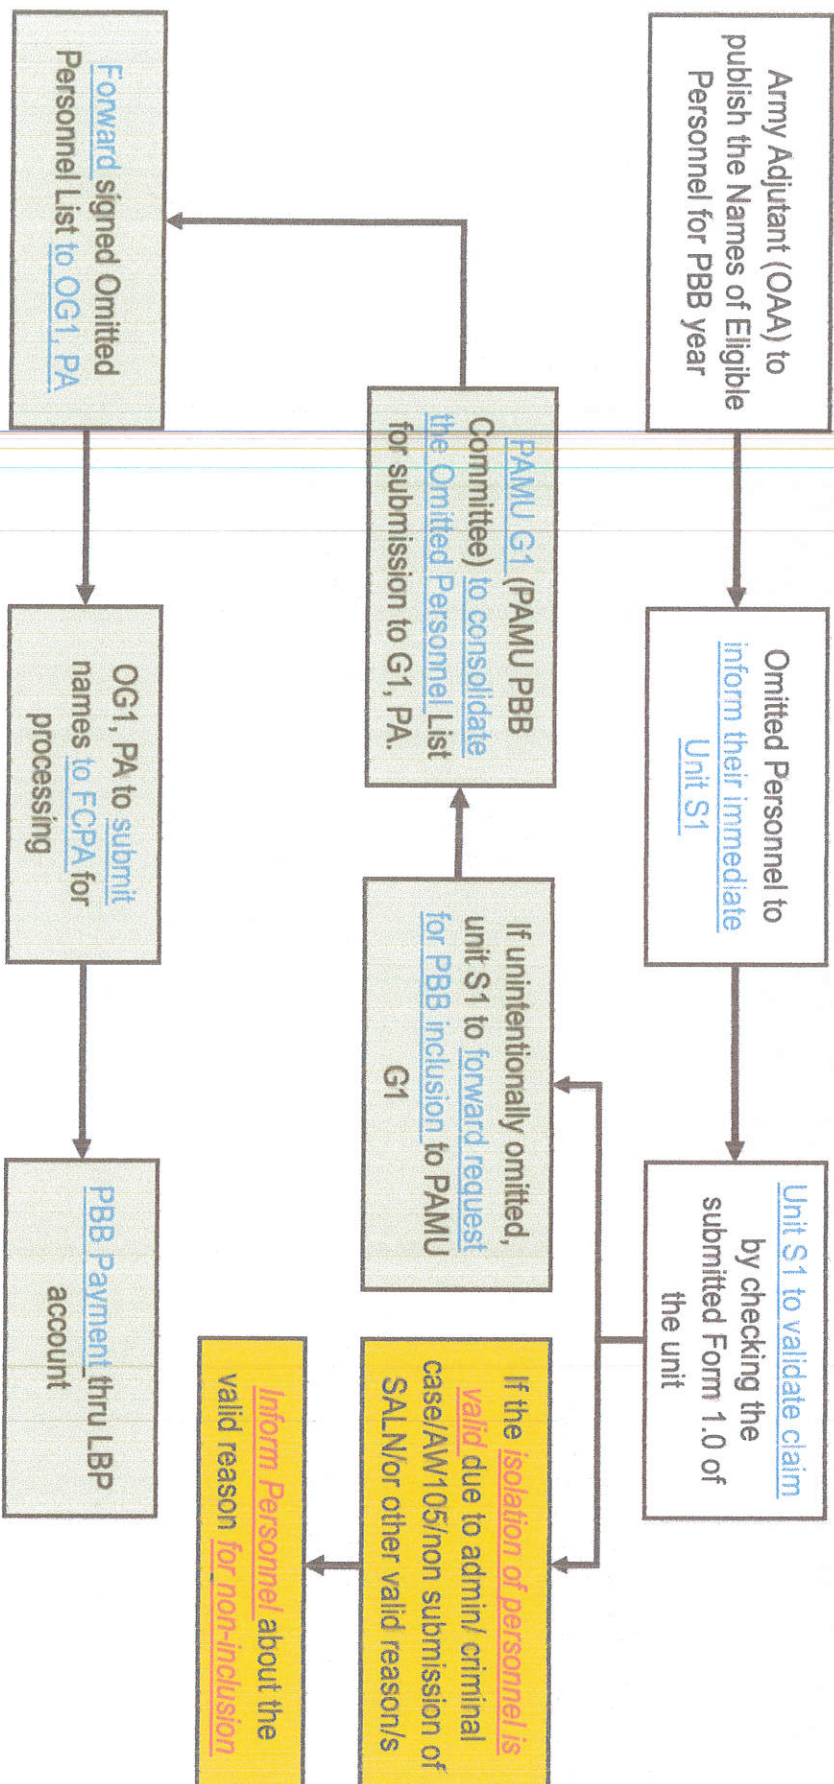 Army Adjutant (OAA) to
publish the Names of Eligible
Personnel for PBB year
Omitted Personnel to
inform their immediate
Unit S1
Unit S1 to validate claim
by checking the
submitted Form 1.0 of
the unit
If the isolation of personnel is
valid due to admin/ criminal
case/AW105/non submission of
SALN/or other valid reason/s
Inform Personnel about the
valid reason for non-inclusion
If unintentionally omitted,
unit S1 to forward request
for PBB inclusion to PAMU
G1
PAMU G1 (PAMU PBB
Committee) to consolidate
the Omitted Personnel List
for submission to G1, PA.
Forward signed Omitted
Personnel List to OG1, PA
OG1, PA to submit
names to FCPA for
processing
PBB Payment thru LBP
account